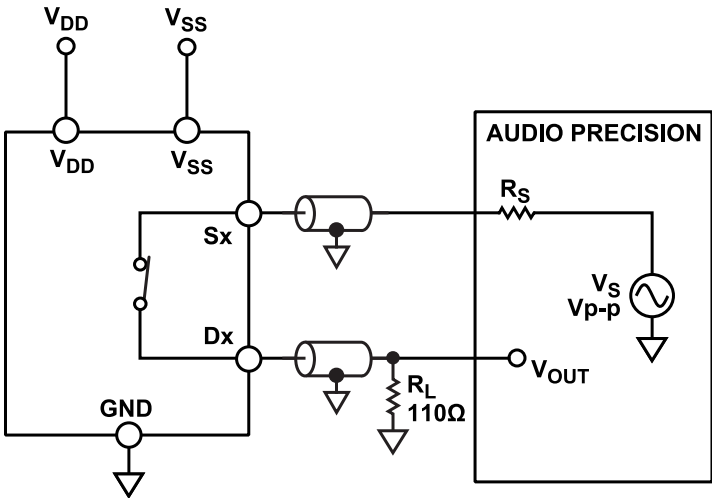 VDD
VSS
VDD
VSS
AUDIO PRECISION
RS
Sx
VS
Vp-p
Dx
VOUT
RL
110Ω
GND